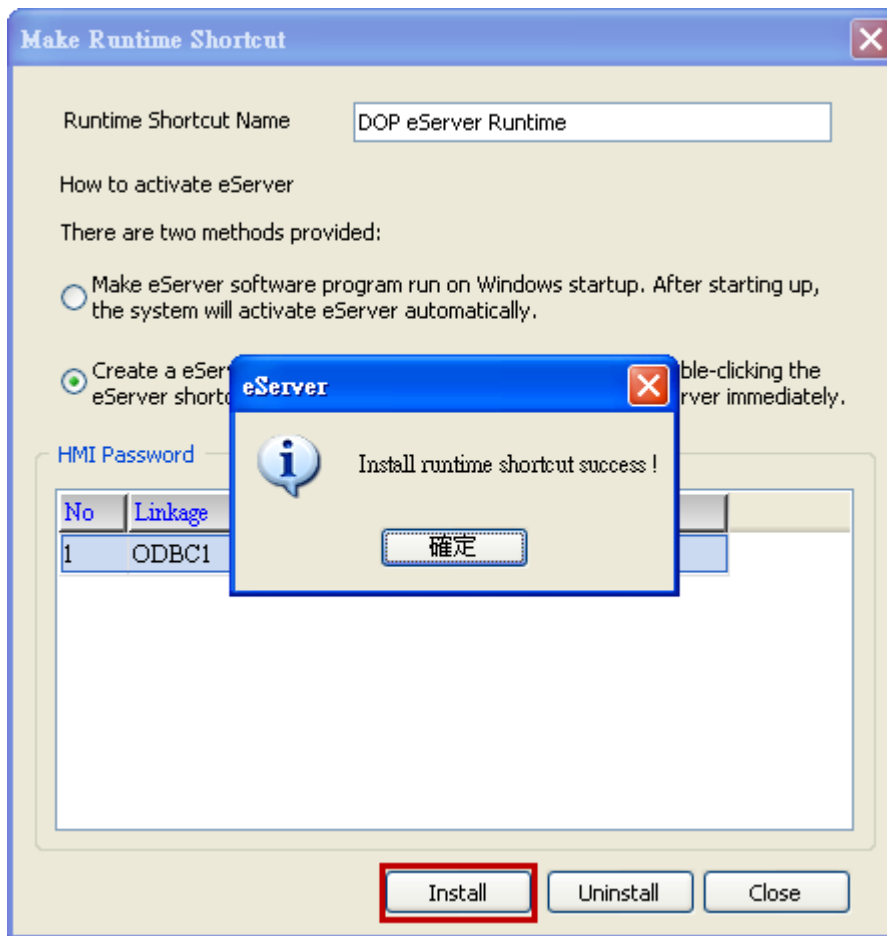 Make Runtime Shortcut
Runtime Shortcut Name
DOP eServer Runtime
How to activate eServer
There are two methods provided:
Make eServer software program run on Windows startup. After starting up,
the system will activate eServer automatically.
Create a eSer ble-clicking the
eServer shortc rver immediately.
eServer
Install runtime shortcut success !
確定
HMI Password
No Linkage
1 ODBC1
Install Uninstall Close